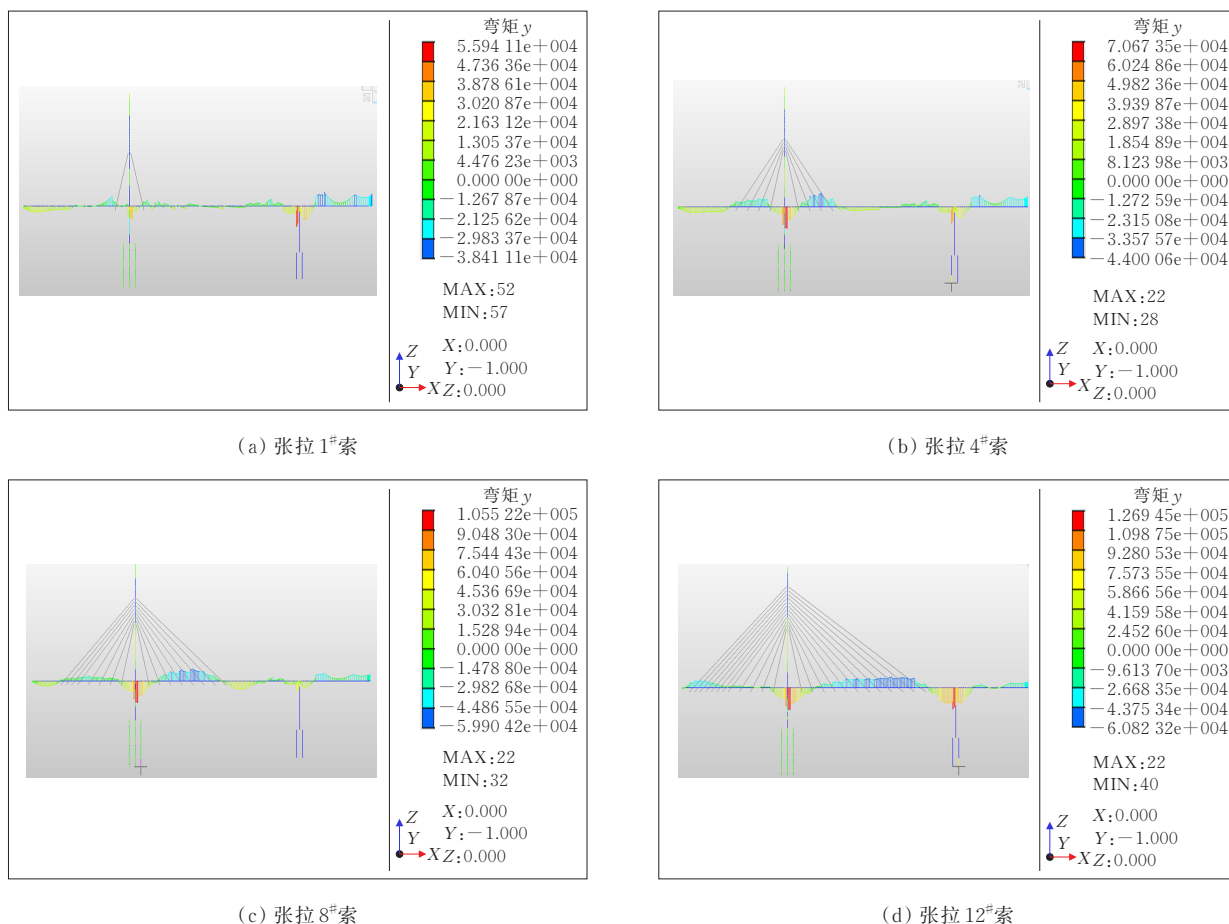 弯矩 y
5.594 11e+004
4.736 36e+004
3.878 61e+004
3.020 87e+004
2.163 12e+004
1.305 37e+004
4.476 23e+003
0.000 00e+000
-1.267 87e+004
-2.125 62e+004
-2.983 37e+004
-3.841 11e+004
MAX:52
MIN:57
X:0.000
Y:-1.000
Z:0.000
Z
Y
X
(a) 张拉 1#索
弯矩 y
7.067 35e+004
6.024 86e+004
4.982 36e+004
3.939 87e+004
2.897 38e+004
1.854 89e+004
8.123 98e+003
0.000 00e+000
-1.272 59e+004
-2.315 08e+004
-3.357 57e+004
-4.400 06e+004
MAX:22
MIN:28
X:0.000
Y:-1.000
Z:0.000
Z
Y
X
(b) 张拉 4#索
弯矩 y
1.055 22e+005
9.048 30e+004
7.544 43e+004
6.040 56e+004
4.536 69e+004
3.032 81e+004
1.528 94e+004
0.000 00e+000
-1.478 80e+004
-2.982 68e+004
-4.486 55e+004
-5.990 42e+004
MAX:22
MIN:32
X:0.000
Y:-1.000
Z:0.000
Z
Y
X
(c) 张拉 8#索
弯矩 y
1.269 45e+005
1.098 75e+005
9.280 53e+004
7.573 55e+004
5.866 56e+004
4.159 58e+004
2.452 60e+004
0.000 00e+000
-9.613 70e+003
-2.668 35e+004
-4.375 34e+004
-6.082 32e+004
MAX:22
MIN:40
X:0.000
Y:-1.000
Z:0.000
Z
Y
X
(d) 张拉 12#索